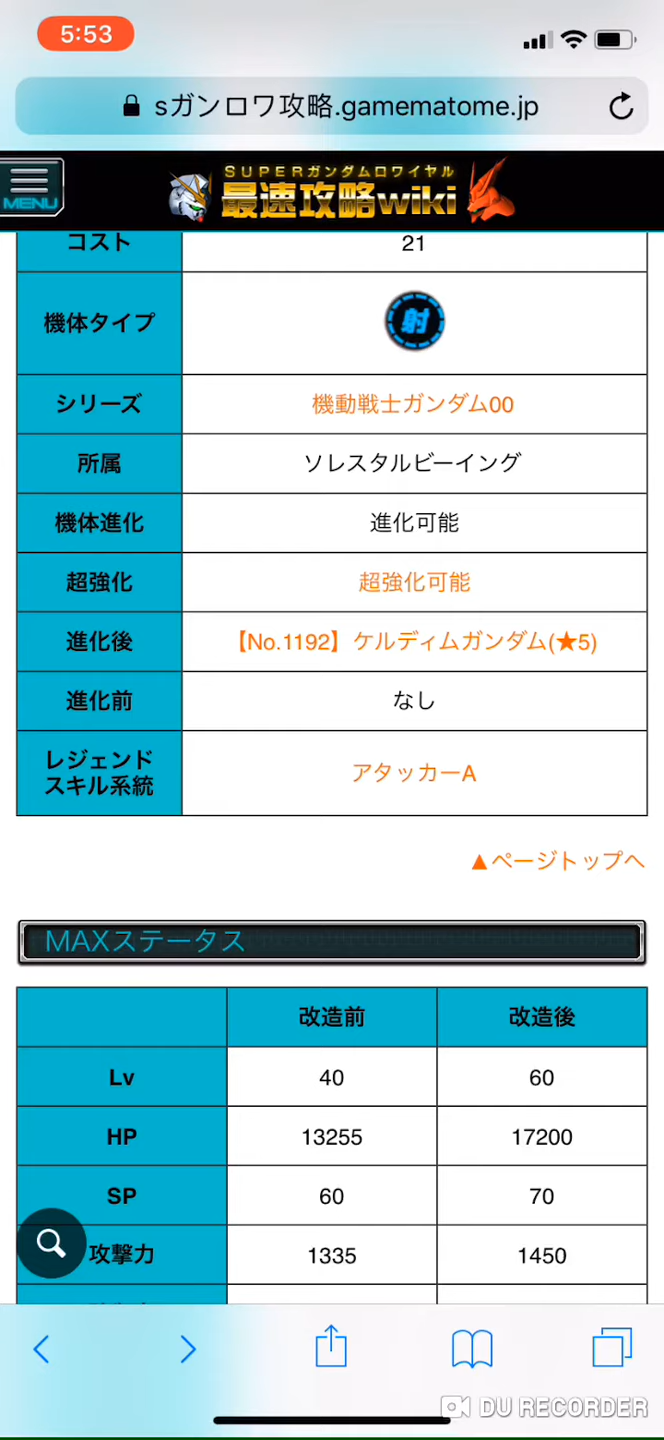 5:53
sガンロワ攻略.gamematome.jp
MENU
SUPERガンダムロワイヤル
最速攻略wiki
コスト 21
機体タイプ 射
シリーズ 機動戦士ガンダム00
所属 ソレスタルビーイング
機体進化 進化可能
超強化 超強化可能
進化後 【No.1192】ケルディムガンダム(★5)
進化前 なし
レジェンド
スキル系統 アタッカーA
▲ページトップへ
MAXステータス
改造前 改造後
Lv 40 60
HP 13255 17200
SP 60 70
攻撃力 1335 1450
DU RECORDER